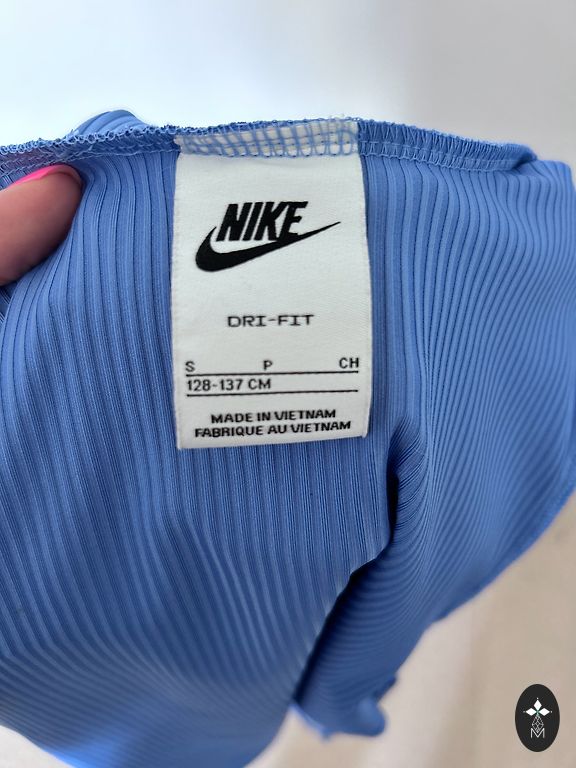 NIKE
DRI-FIT
S P CH
128-137 CM
MADE IN VIETNAM
FABRIQUE AU VIETNAM
M